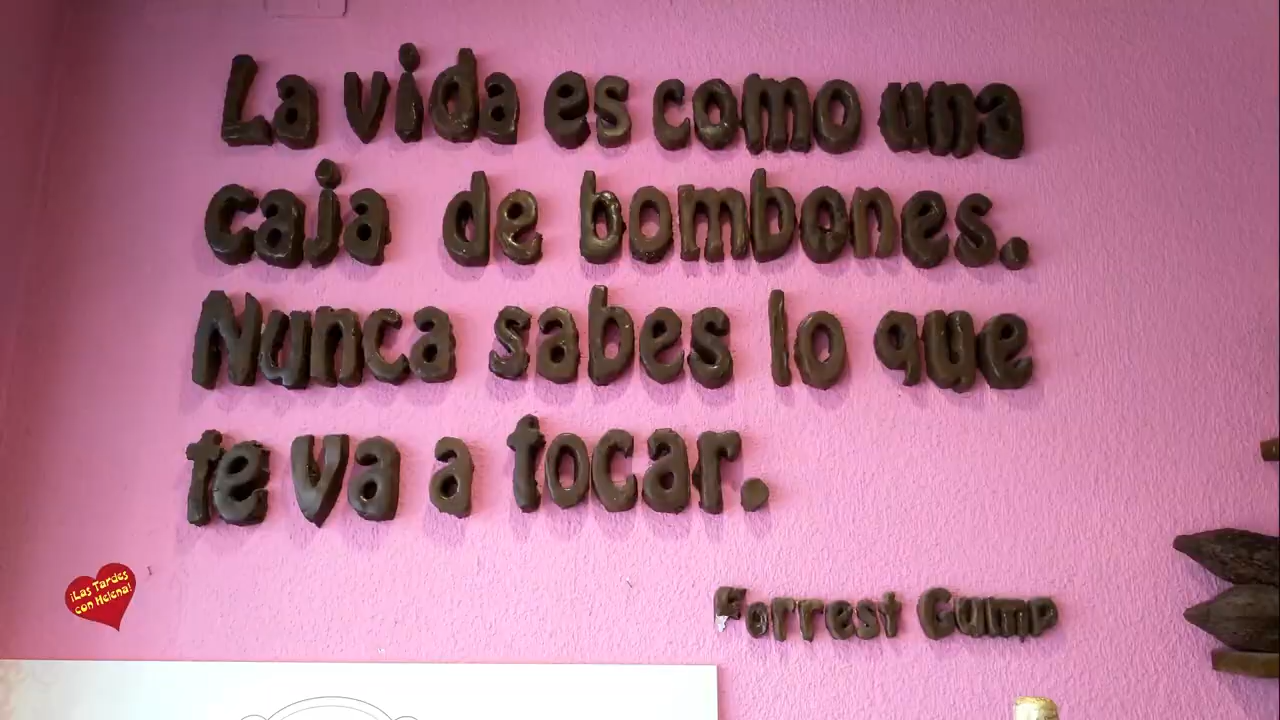 La vida es como una
caja de bombones.
Nunca sabes lo que
te va a tocar.
Forrest Gump
¡Las Tardes
con Helena!